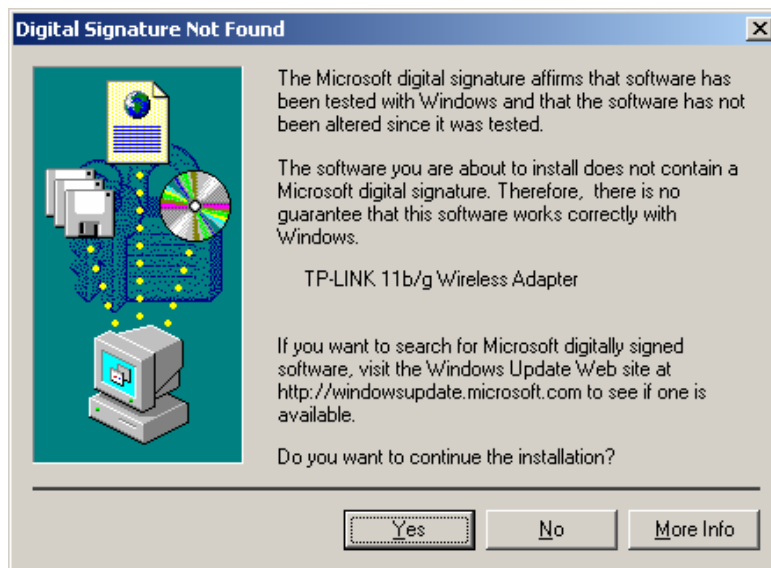 Digital Signature Not Found
The Microsoft digital signature affirms that software has
been tested with Windows and that the software has not
been altered since it was tested.
The software you are about to install does not contain a
Microsoft digital signature. Therefore,  there is no
guarantee that this software works correctly with
Windows.
TP-LINK 11b/g Wireless Adapter
If you want to search for Microsoft digitally signed
software, visit the Windows Update Web site at
http://windowsupdate.microsoft.com to see if one is
available.
Do you want to continue the installation?
Yes No More Info